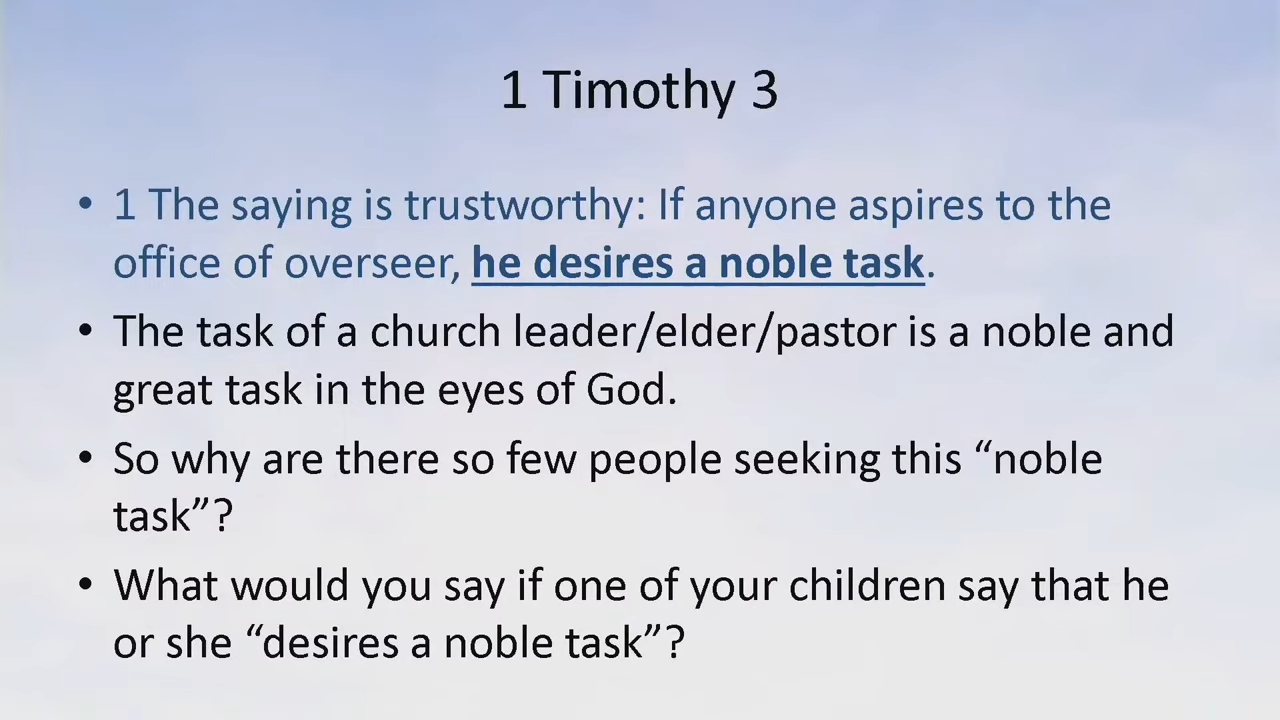 1 Timothy 3
• 1 The saying is trustworthy: If anyone aspires to the
office of overseer, he desires a noble task.
• The task of a church leader/elder/pastor is a noble and
great task in the eyes of God.
• So why are there so few people seeking this “noble
task”?
• What would you say if one of your children say that he
or she “desires a noble task”?